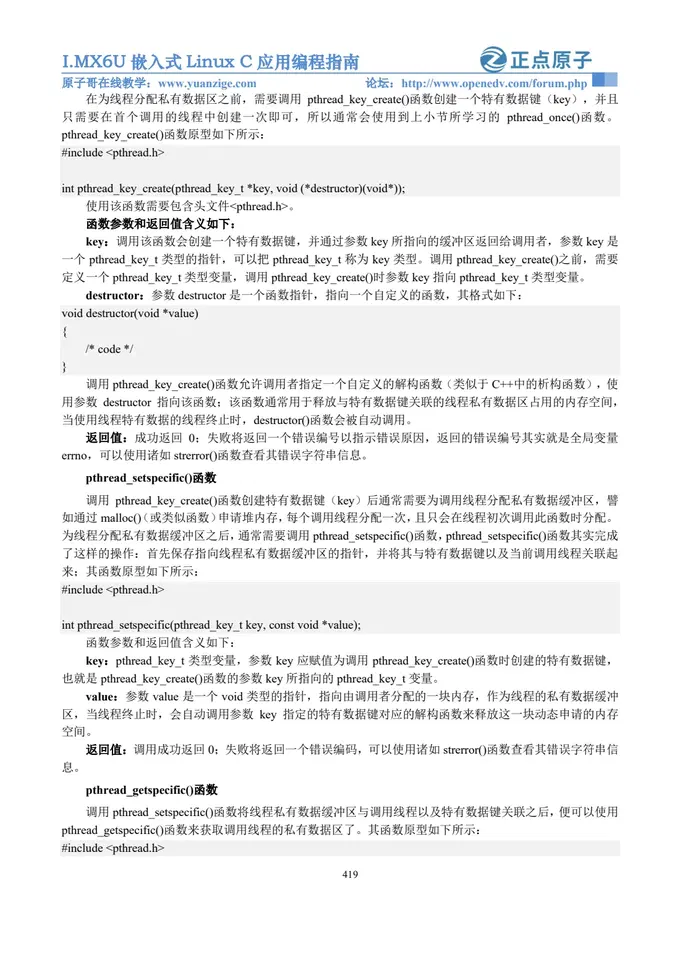 I.MX6U 嵌入式 Linux C 应用编程指南
正点原子
原子哥在线教学：www.yuanzige.com 论坛：http://www.openedv.com/forum.php
在为线程分配私有数据区之前，需要调用 pthread_key_create()函数创建一个特有数据键（key），并且
只需要在首个调用的线程中创建一次即可，所以通常会使用到上小节所学习的 pthread_once()函数。
pthread_key_create()函数原型如下所示：
#include <pthread.h>
int pthread_key_create(pthread_key_t *key, void (*destructor)(void*));
使用该函数需要包含头文件<pthread.h>。
函数参数和返回值含义如下：
key：调用该函数会创建一个特有数据键，并通过参数 key 所指向的缓冲区返回给调用者，参数 key 是
一个 pthread_key_t 类型的指针，可以把 pthread_key_t 称为 key 类型。调用 pthread_key_create()之前，需要
定义一个 pthread_key_t 类型变量，调用 pthread_key_create()时参数 key 指向 pthread_key_t 类型变量。
destructor：参数 destructor 是一个函数指针，指向一个自定义的函数，其格式如下：
void destructor(void *value)
{
/* code */
}
调用 pthread_key_create()函数允许调用者指定一个自定义的解构函数（类似于 C++中的析构函数），使
用参数 destructor 指向该函数；该函数通常用于释放与特有数据键关联的线程私有数据区占用的内存空间，
当使用线程特有数据的线程终止时，destructor()函数会被自动调用。
返回值：成功返回 0；失败将返回一个错误编号以指示错误原因，返回的错误编号其实就是全局变量
errno，可以使用诸如 strerror()函数查看其错误字符串信息。
pthread_setspecific()函数
调用 pthread_key_create()函数创建特有数据键（key）后通常需要为调用线程分配私有数据缓冲区，譬
如通过 malloc()（或类似函数）申请堆内存，每个调用线程分配一次，且只会在线程初次调用此函数时分配。
为线程分配私有数据缓冲区之后，通常需要调用 pthread_setspecific()函数，pthread_setspecific()函数其实完成
了这样的操作：首先保存指向线程私有数据缓冲区的指针，并将其与特有数据键以及当前调用线程关联起
来；其函数原型如下所示：
#include <pthread.h>
int pthread_setspecific(pthread_key_t key, const void *value);
函数参数和返回值含义如下：
key：pthread_key_t 类型变量，参数 key 应赋值为调用 pthread_key_create()函数时创建的特有数据键，
也就是 pthread_key_create()函数的参数 key 所指向的 pthread_key_t 变量。
value：参数 value 是一个 void 类型的指针，指向由调用者分配的一块内存，作为线程的私有数据缓冲
区，当线程终止时，会自动调用参数 key 指定的特有数据键对应的解构函数来释放这一块动态申请的内存
空间。
返回值：调用成功返回 0；失败将返回一个错误编码，可以使用诸如 strerror()函数查看其错误字符串信
息。
pthread_getspecific()函数
调用 pthread_setspecific()函数将线程私有数据缓冲区与调用线程以及特有数据键关联之后，便可以使用
pthread_getspecific()函数来获取调用线程的私有数据区了。其函数原型如下所示：
#include <pthread.h>
419